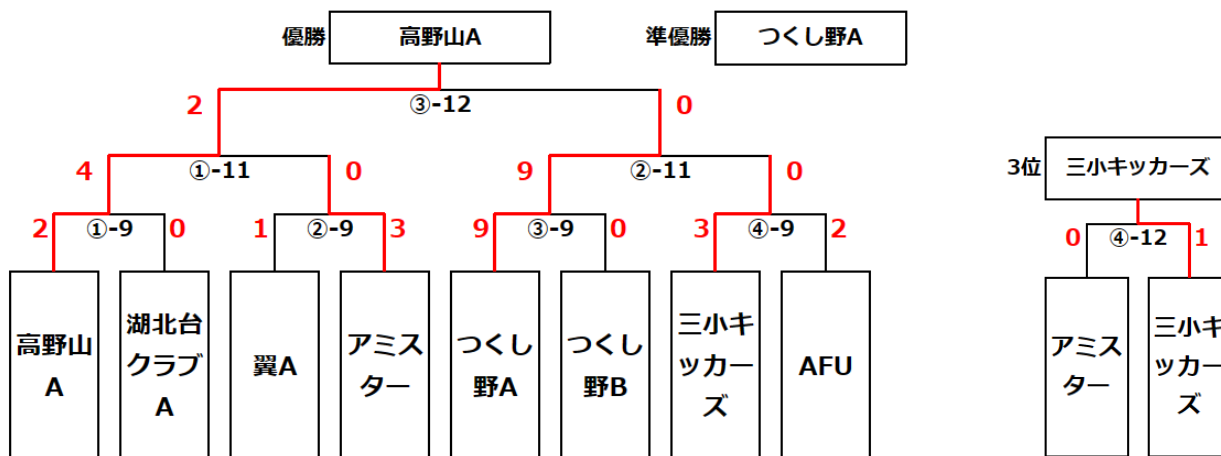 優勝 高野山A 準優勝 つくし野A
2 ③-12 0
4 ①-11 0 9 ②-11 0
3位 三小キッカーズ
2 ①-9 0 1 ②-9 3 9 ③-9 0 3 ④-9 2
0 ④-12 1
高野山
A
湖北台
クラブ
A
翼A
アミス
ター
つくし
野A
つくし
野B
三小キ
ッカー
ズ
AFU
アミス
ター
三小キ
ッカー
ズ